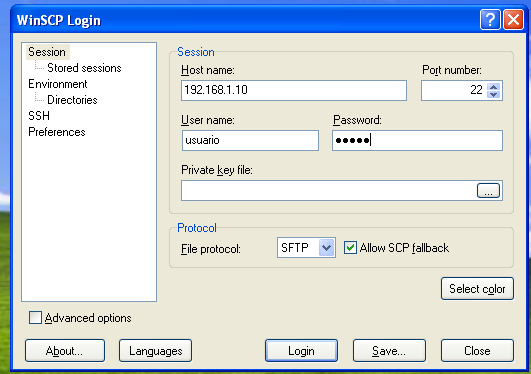 WinSCP Login
Session
Stored sessions
Environment
Directories
SSH
Preferences
Session
Host name:
Port number:
192.168.1.10
22
User name:
Password:
usuario
●●●●●
Private key file:
...
Protocol
File protocol:
SFTP
Allow SCP fallback
Select color
Advanced options
About...
Languages
Login
Save...
Close